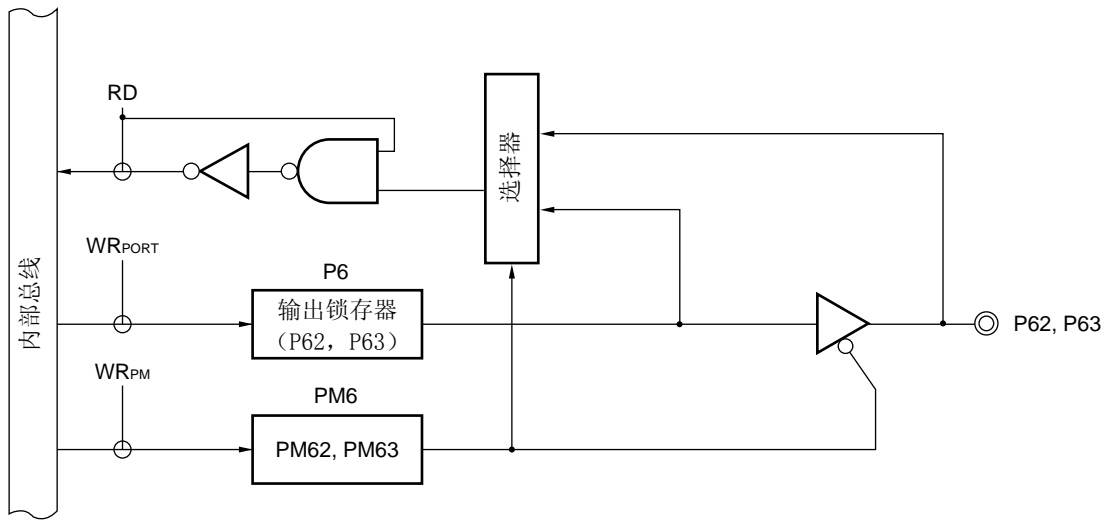 RD
选择器
WRPORT
内部总线
P6
输出锁存器
（P62，P63）
P62, P63
WRPM
PM6
PM62, PM63